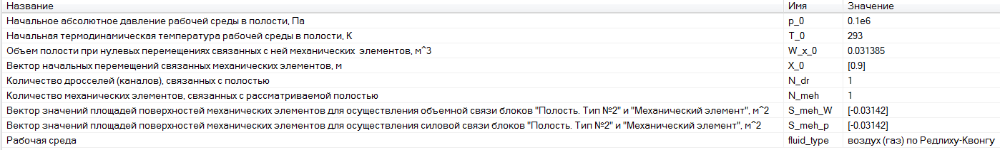 Название Имя Значение
Начальное абсолютное давление рабочей среды в полости, Па p_0 0.1e6
Начальная термодинамическая температура рабочей среды в полости, К T_0 293
Объем полости при нулевых перемещениях связанных с ней механических элементов, м^3 W_x_0 0.031385
Вектор начальных перемещений связанных механических элементов, м X_0 [0.9]
Количество дросселей (каналов), связанных с полостью N_dr 1
Количество механических элементов, связанных с рассматриваемой полостью N_meh 1
Вектор значений площадей поверхностей механических элементов для осуществления объемной связи блоков "Полость. Тип №2" и "Механический элемент", м^2 S_meh_W [-0.03142]
Вектор значений площадей поверхностей механических элементов для осуществления силовой связи блоков "Полость. Тип №2" и "Механический элемент", м^2 S_meh_p [-0.03142]
Рабочая среда fluid_type воздух (газ) по Редлиху-Квонгу